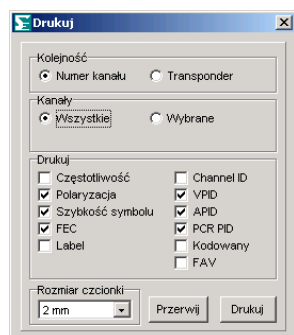 Drukuj
Kolejność
Numer kanału Transponder
Kanały
Wszystkie Wybrane
Drukuj
Częstotliwość Channel ID
Polaryzacja VPID
Szybkość symbolu APID
FEC PCR PID
Label Kodowany
FAV
Rozmiar czcionki
2 mm Przerwij Drukuj